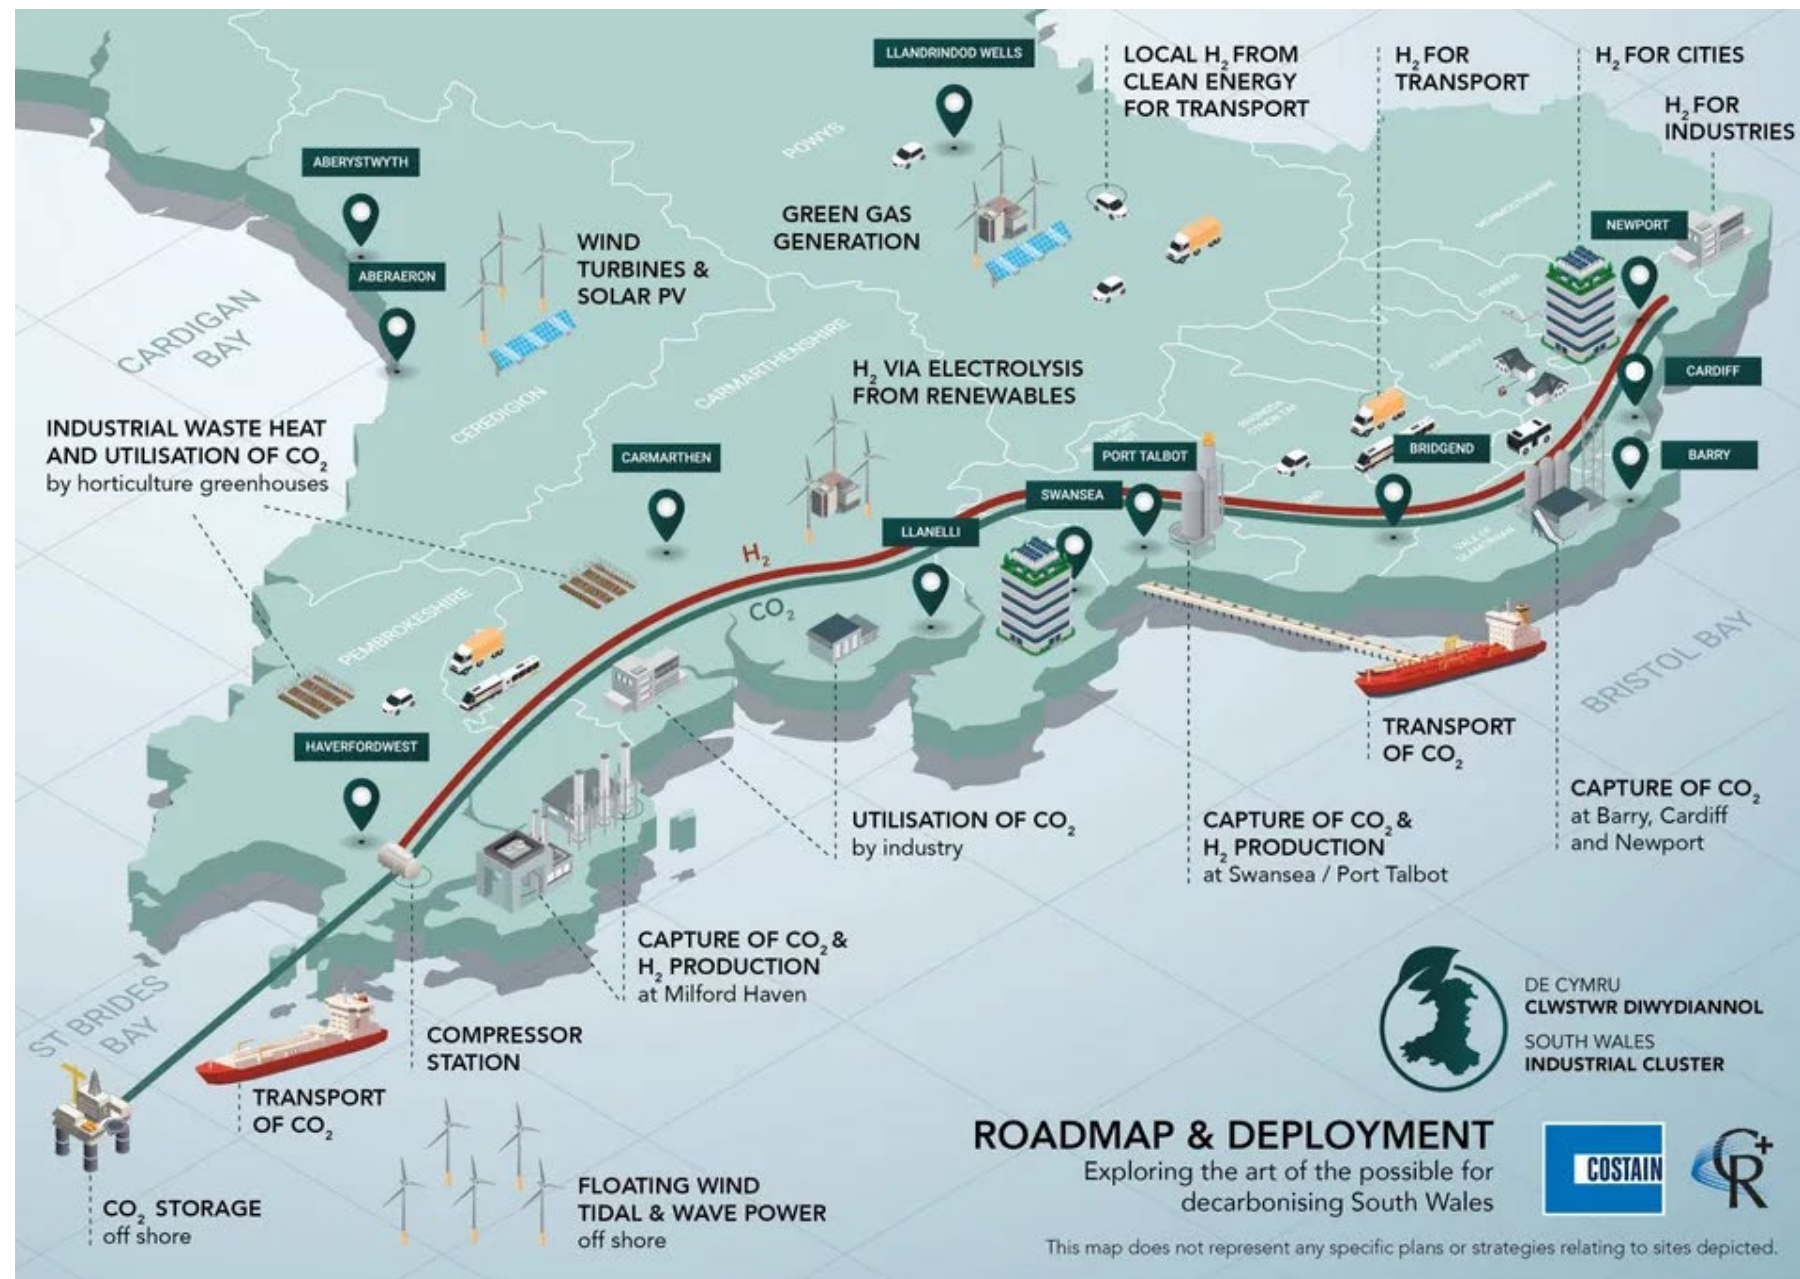 LLANDRINDOD WELLS
LOCAL H₂ FROM
CLEAN ENERGY
FOR TRANSPORT
H₂ FOR
TRANSPORT
H₂ FOR CITIES
H₂ FOR
INDUSTRIES
ABERYSTWYTH
POWYS
MONMOUTHSHIRE
GREEN GAS
GENERATION
NEWPORT
WIND
TURBINES &
SOLAR PV
ABERAERON
TORFAEN
CARDIGAN
BAY
CARMARTHENSHIRE
CAERPHILLY
H₂ VIA ELECTROLYSIS
FROM RENEWABLES
CARDIFF
CEREDIGION
INDUSTRIAL WASTE HEAT
AND UTILISATION OF CO₂
by horticulture greenhouses
CARMARTHEN
PORT TALBOT
BRIDGEND
BARRY
SWANSEA
LLANELLI
H₂
VALE OF
GLAMORGAN
CO₂
PEMBROKESHIRE
BRISTOL BAY
HAVERFORDWEST
TRANSPORT
OF CO₂
CAPTURE OF CO₂
at Barry, Cardiff
and Newport
UTILISATION OF CO₂
by industry
CAPTURE OF CO₂ &
H₂ PRODUCTION
at Swansea / Port Talbot
CAPTURE OF CO₂ &
H₂ PRODUCTION
at Milford Haven
ST BRIDES
BAY
COMPRESSOR
STATION
TRANSPORT
OF CO₂
CO₂ STORAGE
off shore
FLOATING WIND
TIDAL & WAVE POWER
off shore
DE CYMRU
CLWSTWR DIWYDIANNOL
SOUTH WALES
INDUSTRIAL CLUSTER
ROADMAP & DEPLOYMENT
Exploring the art of the possible for
decarbonising South Wales
COSTAIN
CR+
This map does not represent any specific plans or strategies relating to sites depicted.